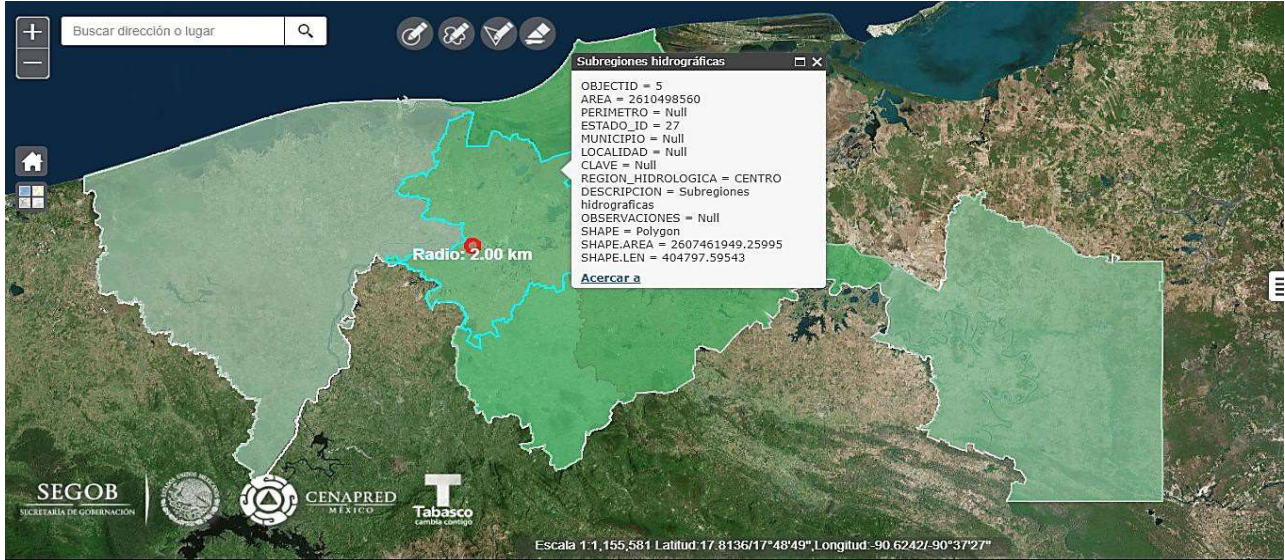 Buscar dirección o lugar
Subregiones hidrográficas
OBJECTID = 5
AREA = 2610498560
PERIMETRO = Null
ESTADO_ID = 27
MUNICIPIO = Null
LOCALIDAD = Null
CLAVE = Null
REGION_HIDROLOGICA = CENTRO
DESCRIPCION = Subregiones
hidrograficas
OBSERVACIONES = Null
SHAPE = Polygon
SHAPE.AREA = 2607461949.25995
SHAPE.LEN = 404797.59543
Acercar a
Radio: 2.00 km
SEGOB
SECRETARÍA DE GOBERNACIÓN
CENAPRED
MÉXICO
Tabasco
cambia contigo
Escala 1:1,155,581 Latitud:17.8136/17°48'49",Longitud:-90.6242/-90°37'27"